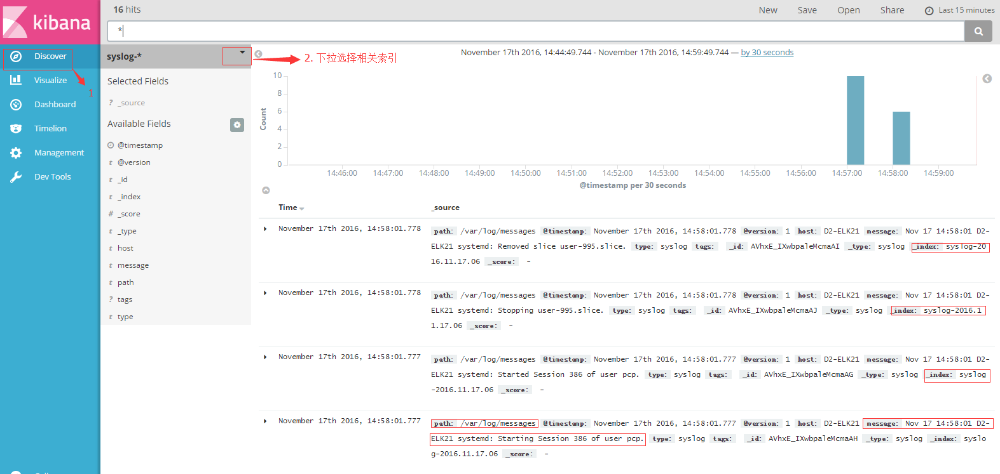 kibana
Discover
Visualize
1
Dashboard
Timelion
Management
Dev Tools
16 hits
New Save Open Share Last 15 minutes
*
syslog-*
2. 下拉选择相关索引
Selected Fields
? _source
Available Fields
@timestamp
t @version
t _id
t _index
# _score
t _type
t host
t message
t path
? tags
t type
November 17th 2016, 14:44:49.744 - November 17th 2016, 14:59:49.744 — by 30 seconds
Count
10
8
6
4
2
0
14:46:00 14:47:00 14:48:00 14:49:00 14:50:00 14:51:00 14:52:00 14:53:00 14:54:00 14:55:00 14:56:00 14:57:00 14:58:00 14:59:00
@timestamp per 30 seconds
Time _source
November 17th 2016, 14:58:01.778 path: /var/log/messages @timestamp: November 17th 2016, 14:58:01.778 @version: 1 host: D2-ELK21 message: Nov 17 14:58:01 D2-
ELK21 systemd: Removed slice user-995.slice. type: syslog tags: _id: AVhxE_IXwbpaleMcmaAI _type: syslog _index: syslog-20
16.11.17.06 _score: -
November 17th 2016, 14:58:01.778 path: /var/log/messages @timestamp: November 17th 2016, 14:58:01.778 @version: 1 host: D2-ELK21 message: Nov 17 14:58:01 D2-
ELK21 systemd: Stopping user-995.slice. type: syslog tags: _id: AVhxE_IXwbpaleMcmaAJ _type: syslog _index: syslog-2016.1
1.17.06 _score: -
November 17th 2016, 14:58:01.777 path: /var/log/messages @timestamp: November 17th 2016, 14:58:01.777 @version: 1 host: D2-ELK21 message: Nov 17 14:58:01 D2-
ELK21 systemd: Started Session 386 of user pcp. type: syslog tags: _id: AVhxE_IXwbpaleMcmaAG _type: syslog _index: syslog
-2016.11.17.06 _score: -
November 17th 2016, 14:58:01.777 path: /var/log/messages @timestamp: November 17th 2016, 14:58:01.777 @version: 1 host: D2-ELK21 message: Nov 17 14:58:01 D2-
ELK21 systemd: Starting Session 386 of user pcp. type: syslog tags: _id: AVhxE_IXwbpaleMcmaAH _type: syslog _index: syslo
g-2016.11.17.06 _score: -